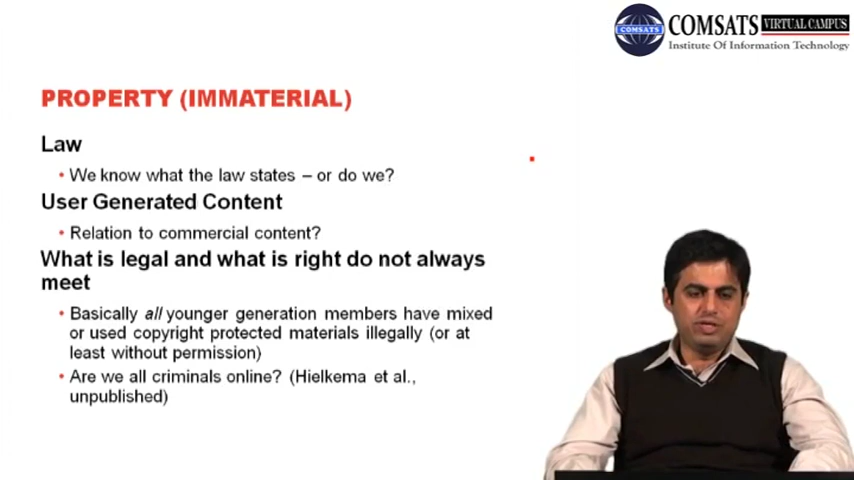 COMSATS VIRTUAL CAMPUS
COMSATS
Institute Of Information Technology
PROPERTY (IMMATERIAL)
Law
• We know what the law states – or do we?
User Generated Content
• Relation to commercial content?
What is legal and what is right do not always
meet
• Basically all younger generation members have mixed
or used copyright protected materials illegally (or at
least without permission)
• Are we all criminals online? (Hielkema et al.,
unpublished)